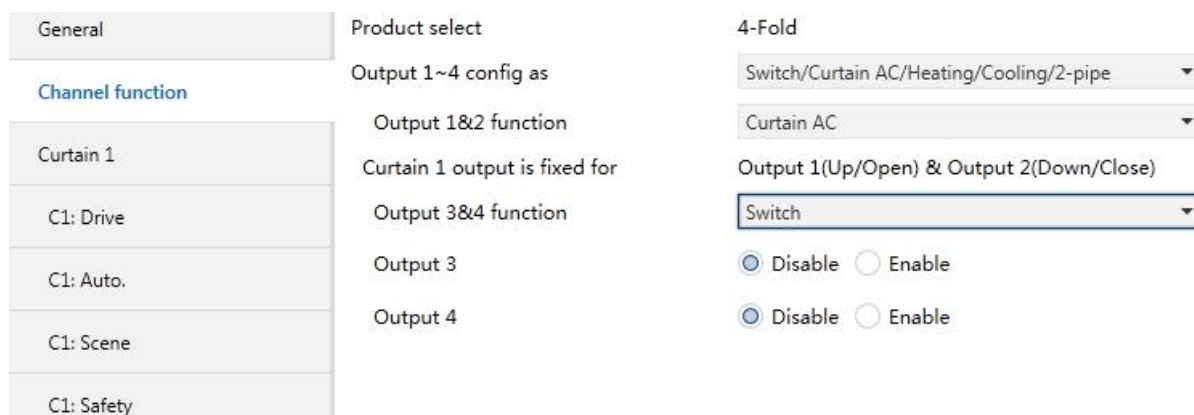 General
Channel function
Curtain 1
C1: Drive
C1: Auto.
C1: Scene
C1: Safety
Product select 4-Fold
Output 1~4 config as Switch/Curtain AC/Heating/Cooling/2-pipe
Output 1&2 function Curtain AC
Curtain 1 output is fixed for Output 1(Up/Open) & Output 2(Down/Close)
Output 3&4 function Switch
Output 3 Disable Enable
Output 4 Disable Enable